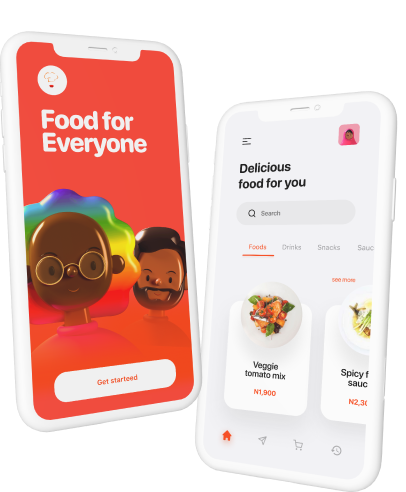 Food for
Everyone
Get starteed
Delicious
food for you
Search
Foods Drinks Snacks Sauc
see more
Veggie
tomato mix
N1,900
Spicy f
sauc
N2,30